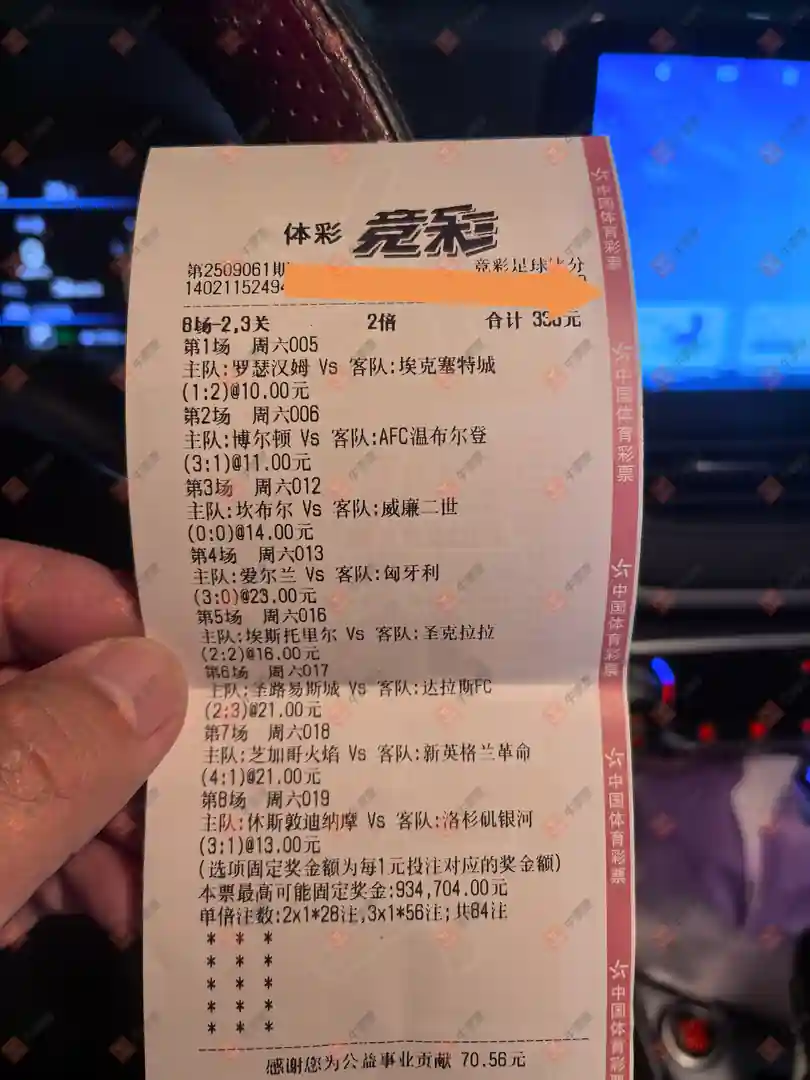 体彩 竞彩
第2509061期 竞彩足球比分
14021152494
8场-2,3关 2倍 合计 336元
第1场 周六005
主队:罗瑟汉姆 Vs 客队:埃克塞特城
(1:2)@10.00元
第2场 周六006
主队:博尔顿 Vs 客队:AFC温布尔登
(3:1)@11.00元
第3场 周六012
主队:坎布尔 Vs 客队:威廉二世
(0:0)@14.00元
第4场 周六013
主队:爱尔兰 Vs 客队:匈牙利
(3:0)@23.00元
第5场 周六016
主队:埃斯托里尔 Vs 客队:圣克拉拉
(2:2)@16.00元
第6场 周六017
主队:圣路易斯城 Vs 客队:达拉斯FC
(2:3)@21.00元
第7场 周六018
主队:芝加哥火焰 Vs 客队:新英格兰革命
(4:1)@21.00元
第8场 周六019
主队:休斯敦迪纳摩 Vs 客队:洛杉矶银河
(3:1)@13.00元
(选项固定奖金额为每1元投注对应的奖金额)
本票最高可能固定奖金:934,704.00元
单倍注数:2x1*28注,3x1*56注;共84注
* * *
* * *
* * *
* * *
* * *
感谢您为公益事业贡献 70.56元
中国体育彩票
中国体育彩票
中国体育彩票
中国体育彩票
中国体育彩票